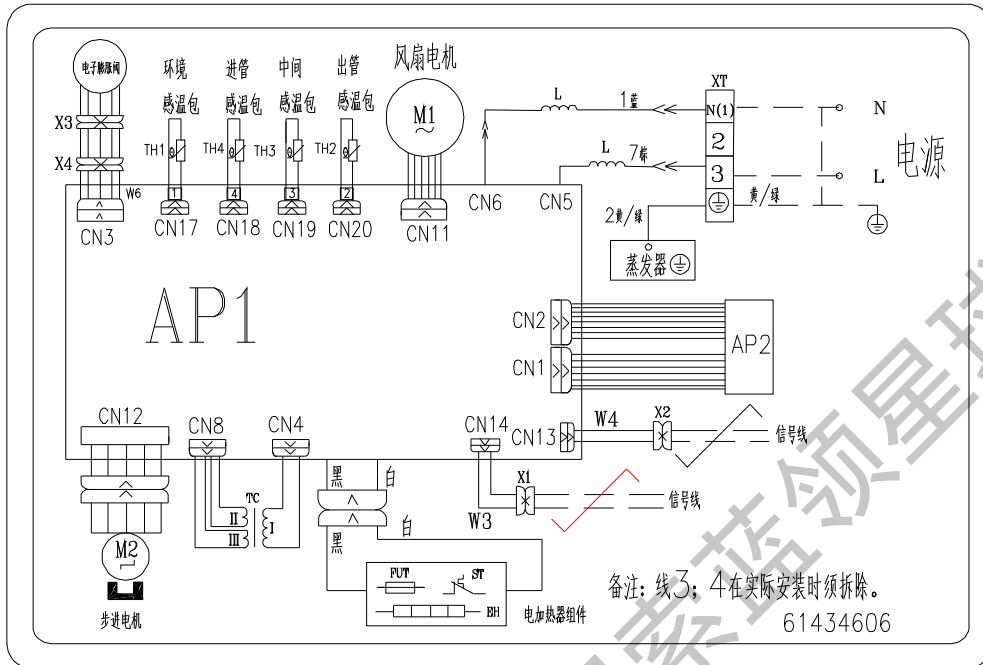 电子膨胀阀
环境
感温包
进管
感温包
中间
感温包
出管
感温包
风扇电机
M1
X3
X4
W6
TH1
TH4
TH3
TH2
θ
θ
θ
θ
1
4
3
2
CN3
CN17
CN18
CN19
CN20
CN11
CN6
CN5
L
1蓝
L
7棕
XT
N(1)
2
3
N
L
电源
黄/绿
2黄/绿
蒸发器
AP1
CN2
CN1
AP2
CN12
CN8
CN4
CN14
CN13
W4
X2
信号线
X1
信号线
W3
TC
II
III
I
黑
白
黑
白
M2
步进电机
FUT
ST
EH
电加热器组件
备注: 线3; 4在实际安装时须拆除。
61434606
索蓝领星球